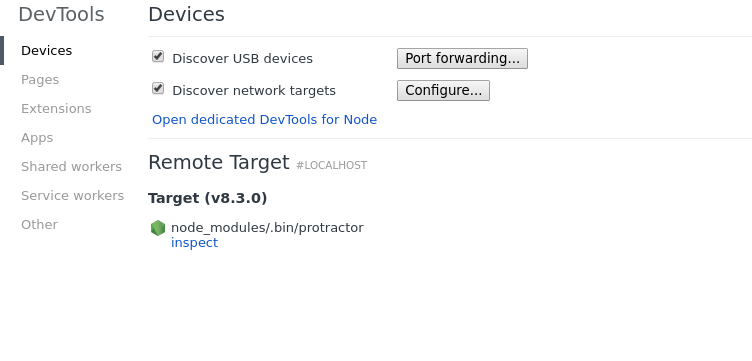 DevTools
Devices
Pages
Extensions
Apps
Shared workers
Service workers
Other
Devices
Discover USB devices Port forwarding...
Discover network targets Configure...
Open dedicated DevTools for Node
Remote Target #LOCALHOST
Target (v8.3.0)
node_modules/.bin/protractor
inspect